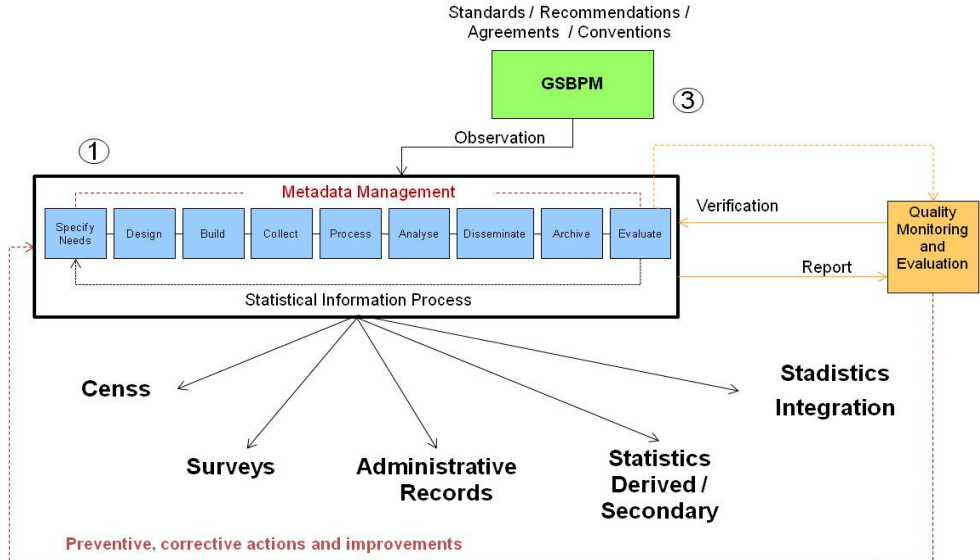 Standards / Recommendations /
Agreements / Conventions
GSBPM
3
Observation
1
Metadata Management
Specify
Needs
Design
Build
Collect
Process
Analyse
Disseminate
Archive
Evaluate
Statistical Information Process
Verification
Report
Quality
Monitoring
and
Evaluation
Censs
Surveys
Administrative
Records
Statistics
Derived /
Secondary
Stadistics
Integration
Preventive, corrective actions and improvements